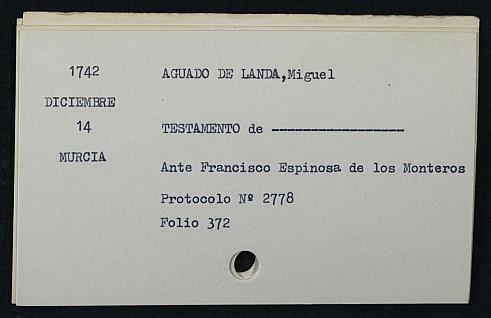 1742 AGUADO DE LANDA,Miguel
DICIEMBRE
14 TESTAMENTO de ------------------
MURCIA
Ante Francisco Espinosa de los Monteros
Protocolo Nº 2778
Folio 372